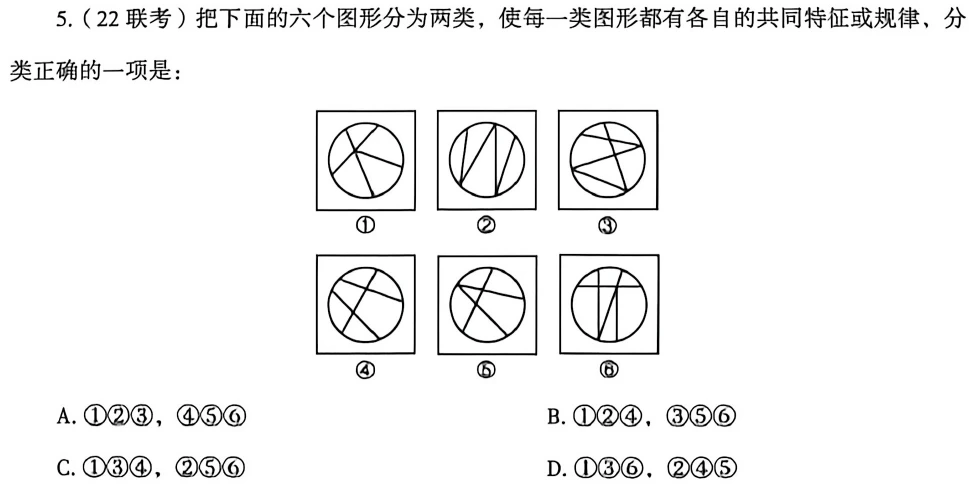 5.（22 联考）把下面的六个图形分为两类，使每一类图形都有各自的共同特征或规律、分
类正确的一项是：
① ② ③
④ ⑤ ⑥
A. ①②③，④⑤⑥ B. ①②④，③⑤⑥
C. ①③④，②⑤⑥ D. ①③⑥，②④⑤